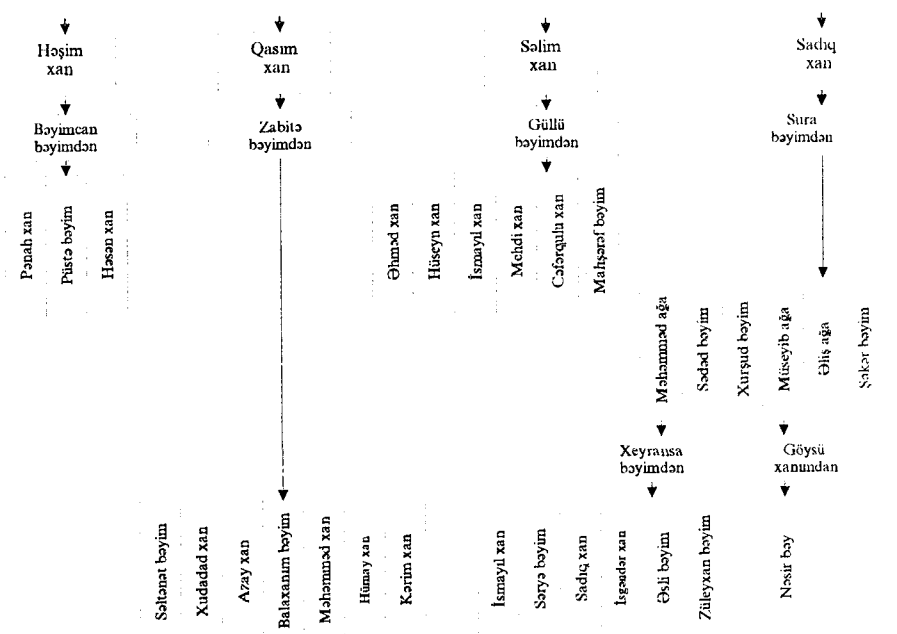 Həşim
xan
Qasım
xan
Səlim
xan
Sadıq
xan
Bəyimcan
bəyimdən
Zabitə
bəyimdən
Güllü
bəyimdən
Sura
bəyimdən
Pənah xan
Püstə bəyim
Həsən xan
Əhməd xan
Hüseyn xan
İsmayıl xan
Mehdi xan
Cəfərqulu xan
Mahşərəf bəyim
Məhəmməd ağa
Sədəd bəyim
Xurşud bəyim
Müseyib ağa
Əliş ağa
Şəkər bəyim
Xeyransa
bəyimdən
Göysü
xanımdan
Səltənət bəyim
Xudadad xan
Azay xan
Balaxanım bəyim
Məhəmməd xan
Hümay xan
Kərim xan
İsmayıl xan
Səryə bəyim
Sadıq xan
İsgəndər xan
Əsli bəyim
Züleyxan bəyim
Nəsir bəy